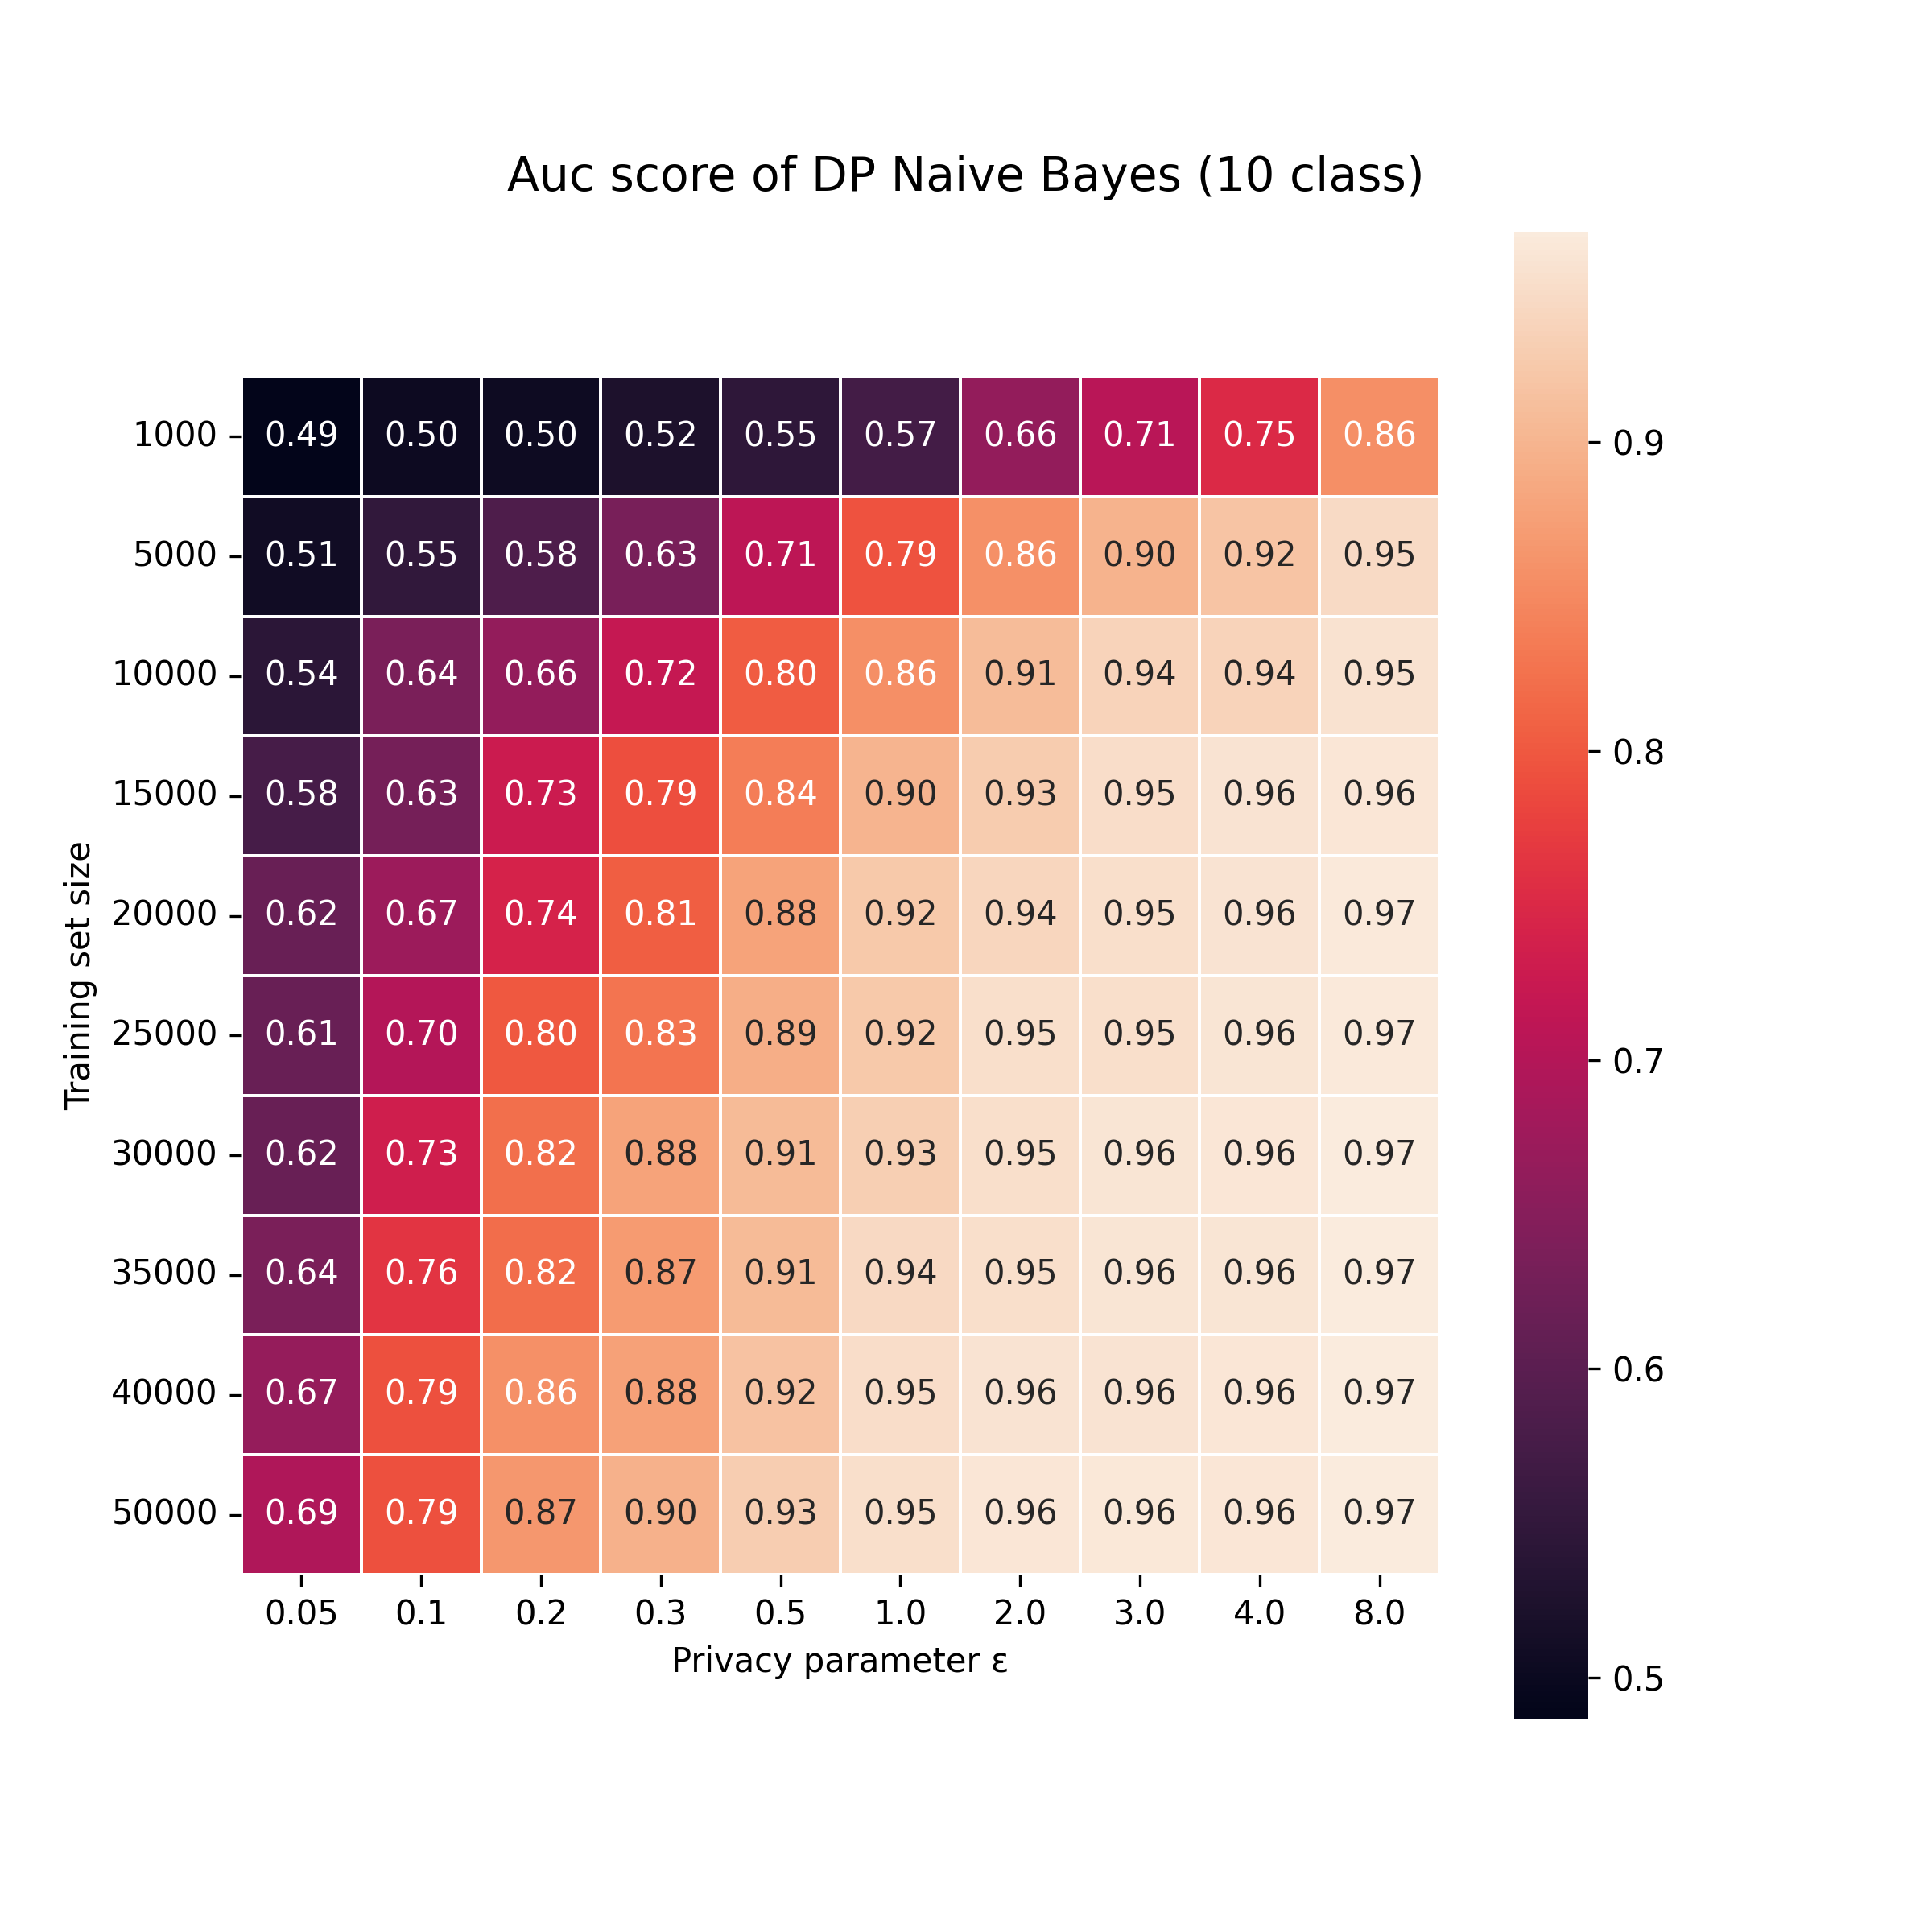 Auc score of DP Naive Bayes (10 class)
1000 0.49 0.50 0.50 0.52 0.55 0.57 0.66 0.71 0.75 0.86
5000 0.51 0.55 0.58 0.63 0.71 0.79 0.86 0.90 0.92 0.95
10000 0.54 0.64 0.66 0.72 0.80 0.86 0.91 0.94 0.94 0.95
15000 0.58 0.63 0.73 0.79 0.84 0.90 0.93 0.95 0.96 0.96
20000 0.62 0.67 0.74 0.81 0.88 0.92 0.94 0.95 0.96 0.97
25000 0.61 0.70 0.80 0.83 0.89 0.92 0.95 0.95 0.96 0.97
30000 0.62 0.73 0.82 0.88 0.91 0.93 0.95 0.96 0.96 0.97
35000 0.64 0.76 0.82 0.87 0.91 0.94 0.95 0.96 0.96 0.97
40000 0.67 0.79 0.86 0.88 0.92 0.95 0.96 0.96 0.96 0.97
50000 0.69 0.79 0.87 0.90 0.93 0.95 0.96 0.96 0.96 0.97
0.05 0.1 0.2 0.3 0.5 1.0 2.0 3.0 4.0 8.0
Privacy parameter ε
Training set size
0.9
0.8
0.7
0.6
0.5